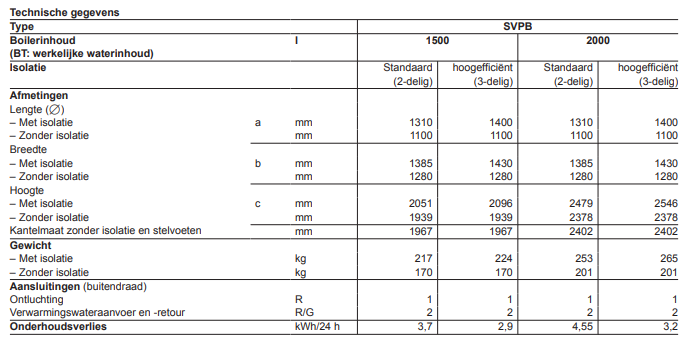 Technische gegevens
Type SVPB
Boilerinhoud l 1500 2000
(BT: werkelijke waterinhoud)
Isolatie Standaard hoogefficiënt Standaard hoogefficiënt
(2-delig) (3-delig) (2-delig) (3-delig)
Afmetingen
Lengte (∅)
– Met isolatie a mm 1310 1400 1310 1400
– Zonder isolatie mm 1100 1100 1100 1100
Breedte
– Met isolatie b mm 1385 1430 1385 1430
– Zonder isolatie mm 1280 1280 1280 1280
Hoogte
– Met isolatie c mm 2051 2096 2479 2546
– Zonder isolatie mm 1939 1939 2378 2378
Kantelmaat zonder isolatie en stelvoeten mm 1967 1967 2402 2402
Gewicht
– Met isolatie kg 217 224 253 265
– Zonder isolatie kg 170 170 201 201
Aansluitingen (buitendraad)
Ontluchting R 1 1 1 1
Verwarmingswateraanvoer en -retour R/G 2 2 2 2
Onderhoudsverlies kWh/24 h 3,7 2,9 4,55 3,2